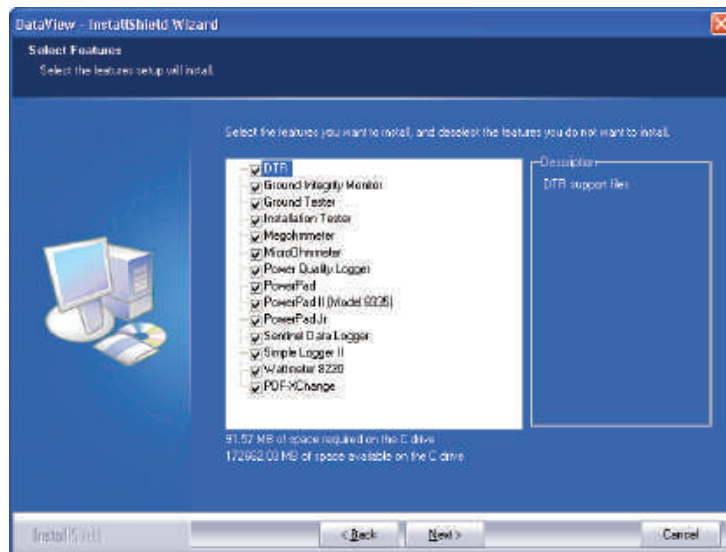 DataView - InstallShield Wizard
Select Features
Select the features setup will install.
Select the features you want to install, and deselect the features you do not want to install.
DTR
Ground Integrity Monitor
Ground Tester
Installation Tester
Megohmmeter
MicroOhmmeter
Power Quality Logger
PowerPad
PowerPad II (Model 8335)
PowerPad Jr
Sentinel Data Logger
Simple Logger II
Wattmeter 8220
PDF-XChange
Description
DTR support files
91.57 MB of space required on the C drive
172662.03 MB of space available on the C drive
InstallShield
< Back
Next >
Cancel